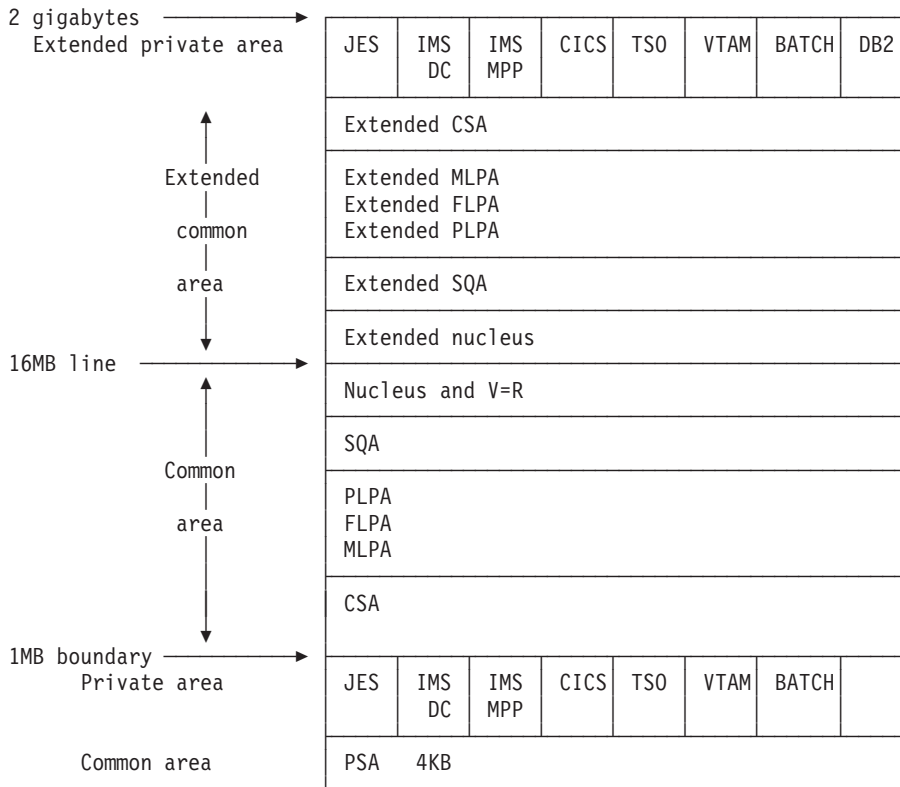 2 gigabytes
Extended private area JES IMS IMS CICS TSO VTAM BATCH DB2
DC MPP
Extended CSA
Extended Extended MLPA
Extended FLPA
common Extended PLPA
area Extended SQA
Extended nucleus
16MB line
Nucleus and V=R
SQA
Common
PLPA
area FLPA
MLPA
CSA
1MB boundary
Private area JES IMS IMS CICS TSO VTAM BATCH
DC MPP
Common area PSA 4KB